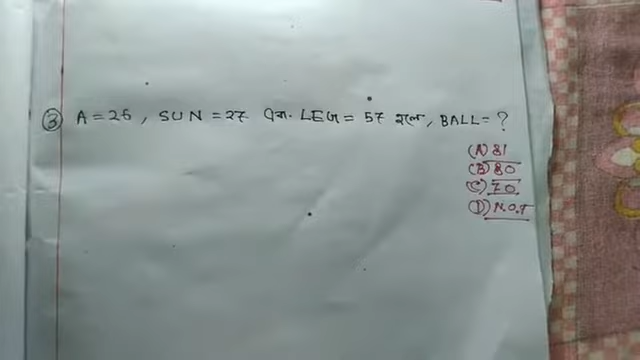 ③ A = 26, SUN = 27 এবং LEG = 57 হলে, BALL = ?
(A) 81
(B) 80
(C) 70
(D) N.O.T